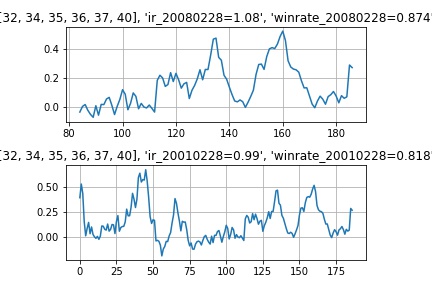 [32, 34, 35, 36, 37, 40], 'ir_20080228=1.08', 'winrate_20080228=0.874'
0.4
0.2
0.0
80 100 120 140 160 180
[32, 34, 35, 36, 37, 40], 'ir_20010228=0.99', 'winrate_20010228=0.818'
0.50
0.25
0.00
0 25 50 75 100 125 150 175